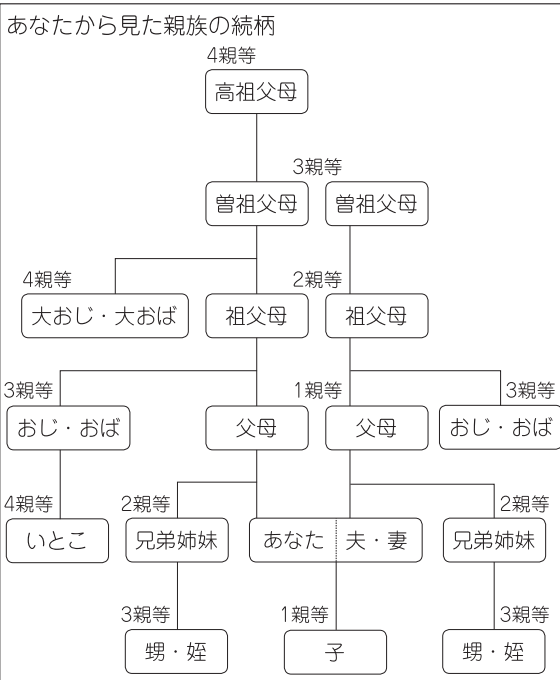 あなたから見た親族の続柄
4親等
高祖父母
3親等
曽祖父母
曽祖父母
4親等
2親等
大おじ・大おば
祖父母
祖父母
3親等
1親等
3親等
おじ・おば
父母
父母
おじ・おば
4親等
2親等
2親等
いとこ
兄弟姉妹
あなた
夫・妻
兄弟姉妹
3親等
1親等
3親等
甥・姪
子
甥・姪